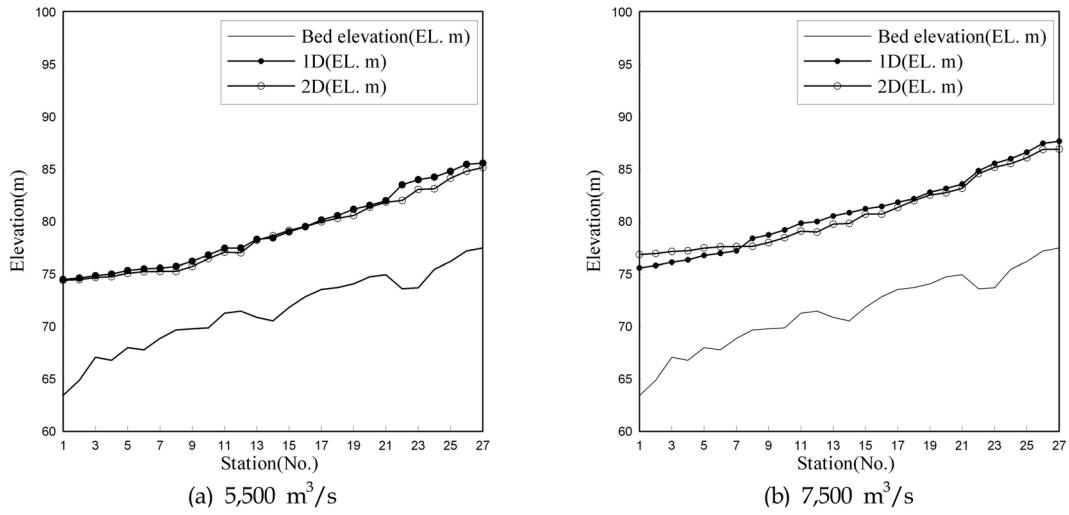 100
95
90
85
80
75
70
65
60
Elevation(m)
Bed elevation(EL. m)
1D(EL. m)
2D(EL. m)
1 3 5 7 9 11 13 15 17 19 21 23 25 27
Station(No.)
(a) 5,500 m³/s
100
95
90
85
80
75
70
65
60
Elevation(m)
Bed elevation(EL. m)
1D(EL. m)
2D(EL. m)
1 3 5 7 9 11 13 15 17 19 21 23 25 27
Station(No.)
(b) 7,500 m³/s